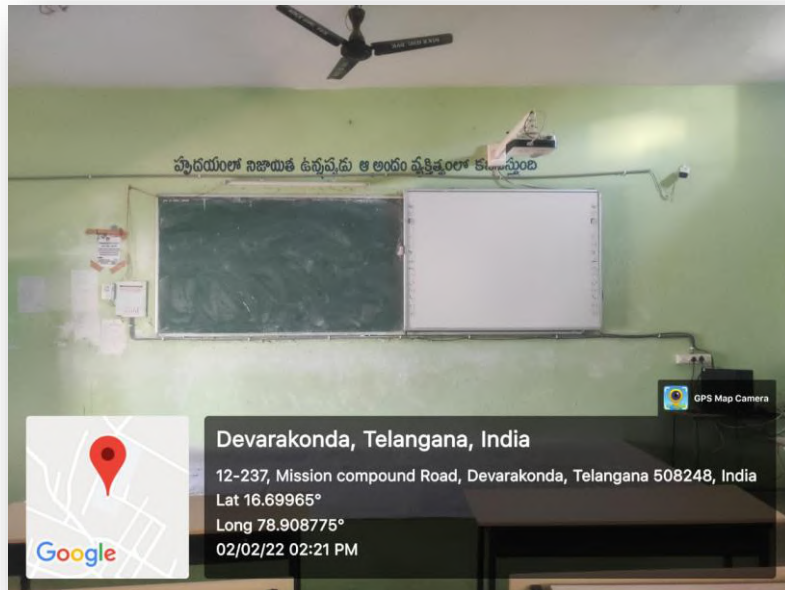 హృదయంలో నిజాయితి ఉన్నప్పడు ఆ అందం వ్యక్తిత్వంలో
GPS Map Camera
Devarakonda, Telangana, India
12-237, Mission compound Road, Devarakonda, Telangana 508248, India
Lat 16.69965°
Long 78.908775°
02/02/22 02:21 PM
Google